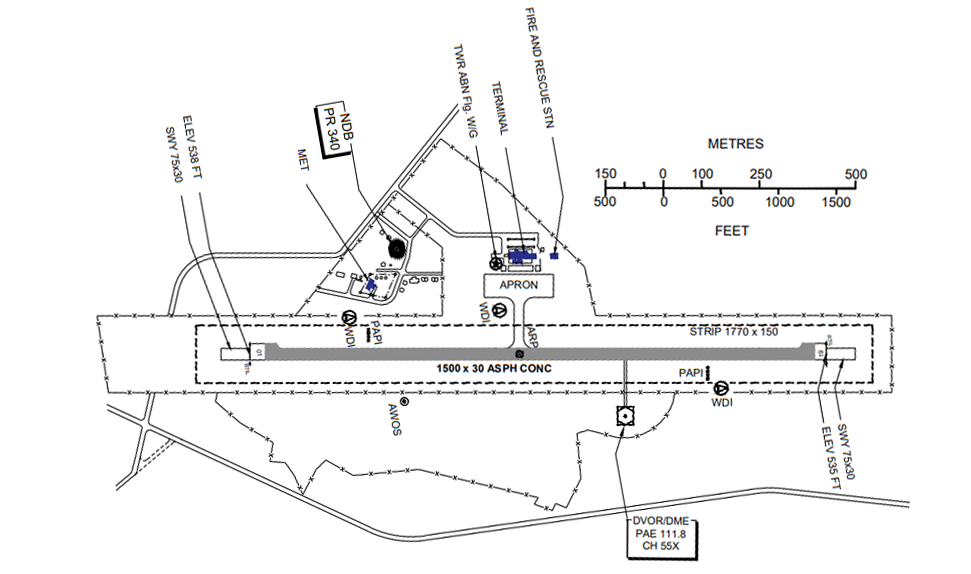 FIRE AND RESCUE STN
TWR ABN Flg. W/G
TERMINAL
NDB
PR 340
MET
ELEV 538 FT
SWY 75x30
METRES
150 0 100 250 500
500 0 500 1000 1500
FEET
APRON
WDI
PAPI
WDI
ARP
STRIP 1770 x 150
01
19
1500 x 30 ASPH CONC
PAPI
WDI
AWOS
SWY 75x30
ELEV 535 FT
DVOR/DME
PAE 111.8
CH 55X